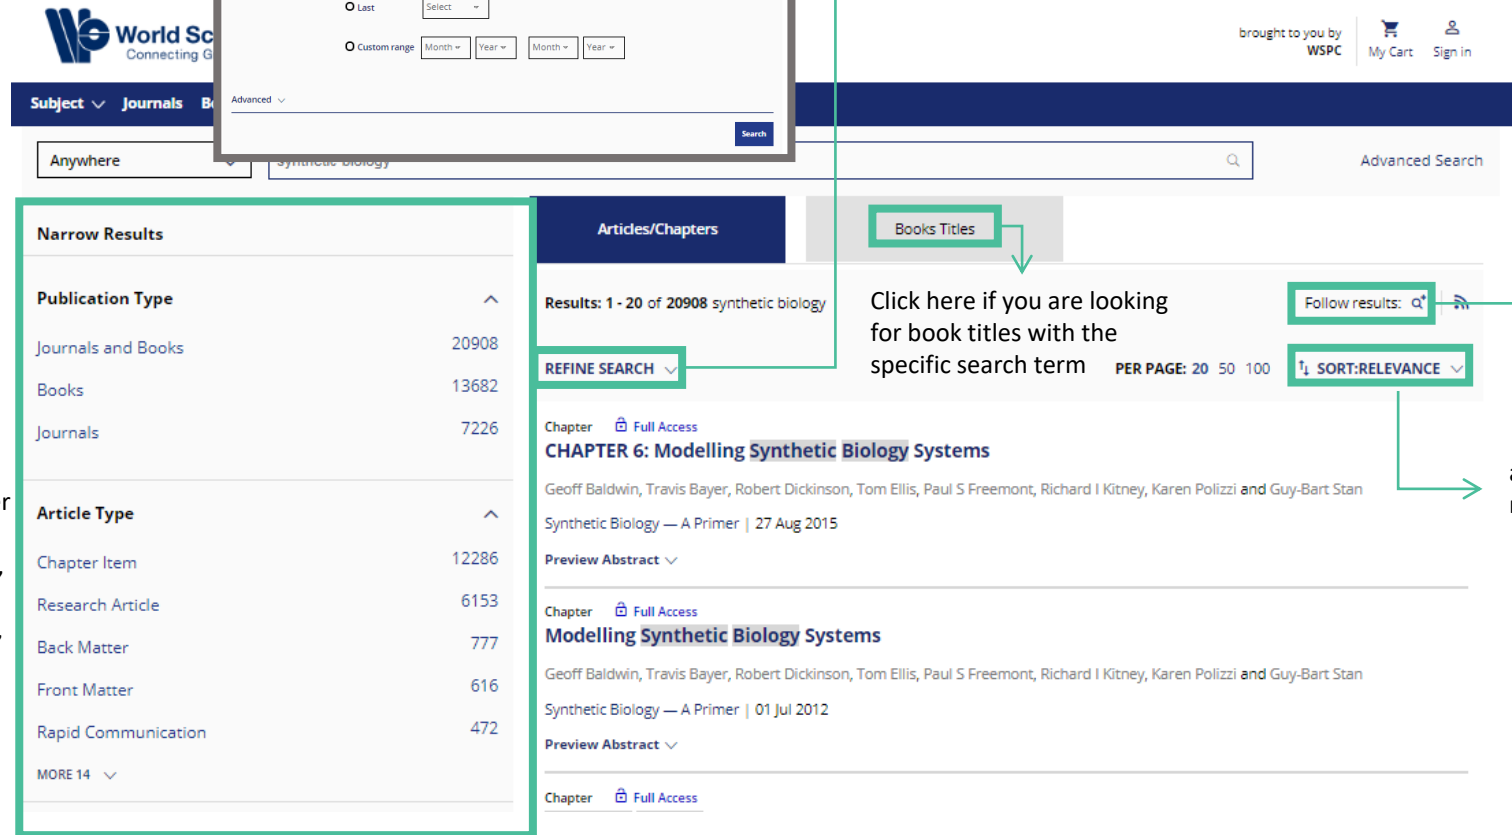 Last Select
Custom range Month Year Month Year
Advanced
Search
World Sc
Connecting G
brought to you by
WSPC
My Cart Sign in
Subject Journals B
Anywhere
synthetic biology
Advanced Search
Narrow Results
Publication Type
Journals and Books 20908
Books 13682
Journals 7226
Article Type
Chapter Item 12286
Research Article 6153
Back Matter 777
Front Matter 616
Rapid Communication 472
MORE 14
Articles/Chapters
Books Titles
Results: 1 - 20 of 20908 synthetic biology
Click here if you are looking
for book titles with the
specific search term
Follow results:
REFINE SEARCH
PER PAGE: 20 50 100
SORT:RELEVANCE
Chapter Full Access
CHAPTER 6: Modelling Synthetic Biology Systems
Geoff Baldwin, Travis Bayer, Robert Dickinson, Tom Ellis, Paul S Freemont, Richard I Kitney, Karen Polizzi and Guy-Bart Stan
Synthetic Biology — A Primer | 27 Aug 2015
Preview Abstract
Chapter Full Access
Modelling Synthetic Biology Systems
Geoff Baldwin, Travis Bayer, Robert Dickinson, Tom Ellis, Paul S Freemont, Richard I Kitney, Karen Polizzi and Guy-Bart Stan
Synthetic Biology — A Primer | 01 Jul 2012
Preview Abstract
Chapter Full Access